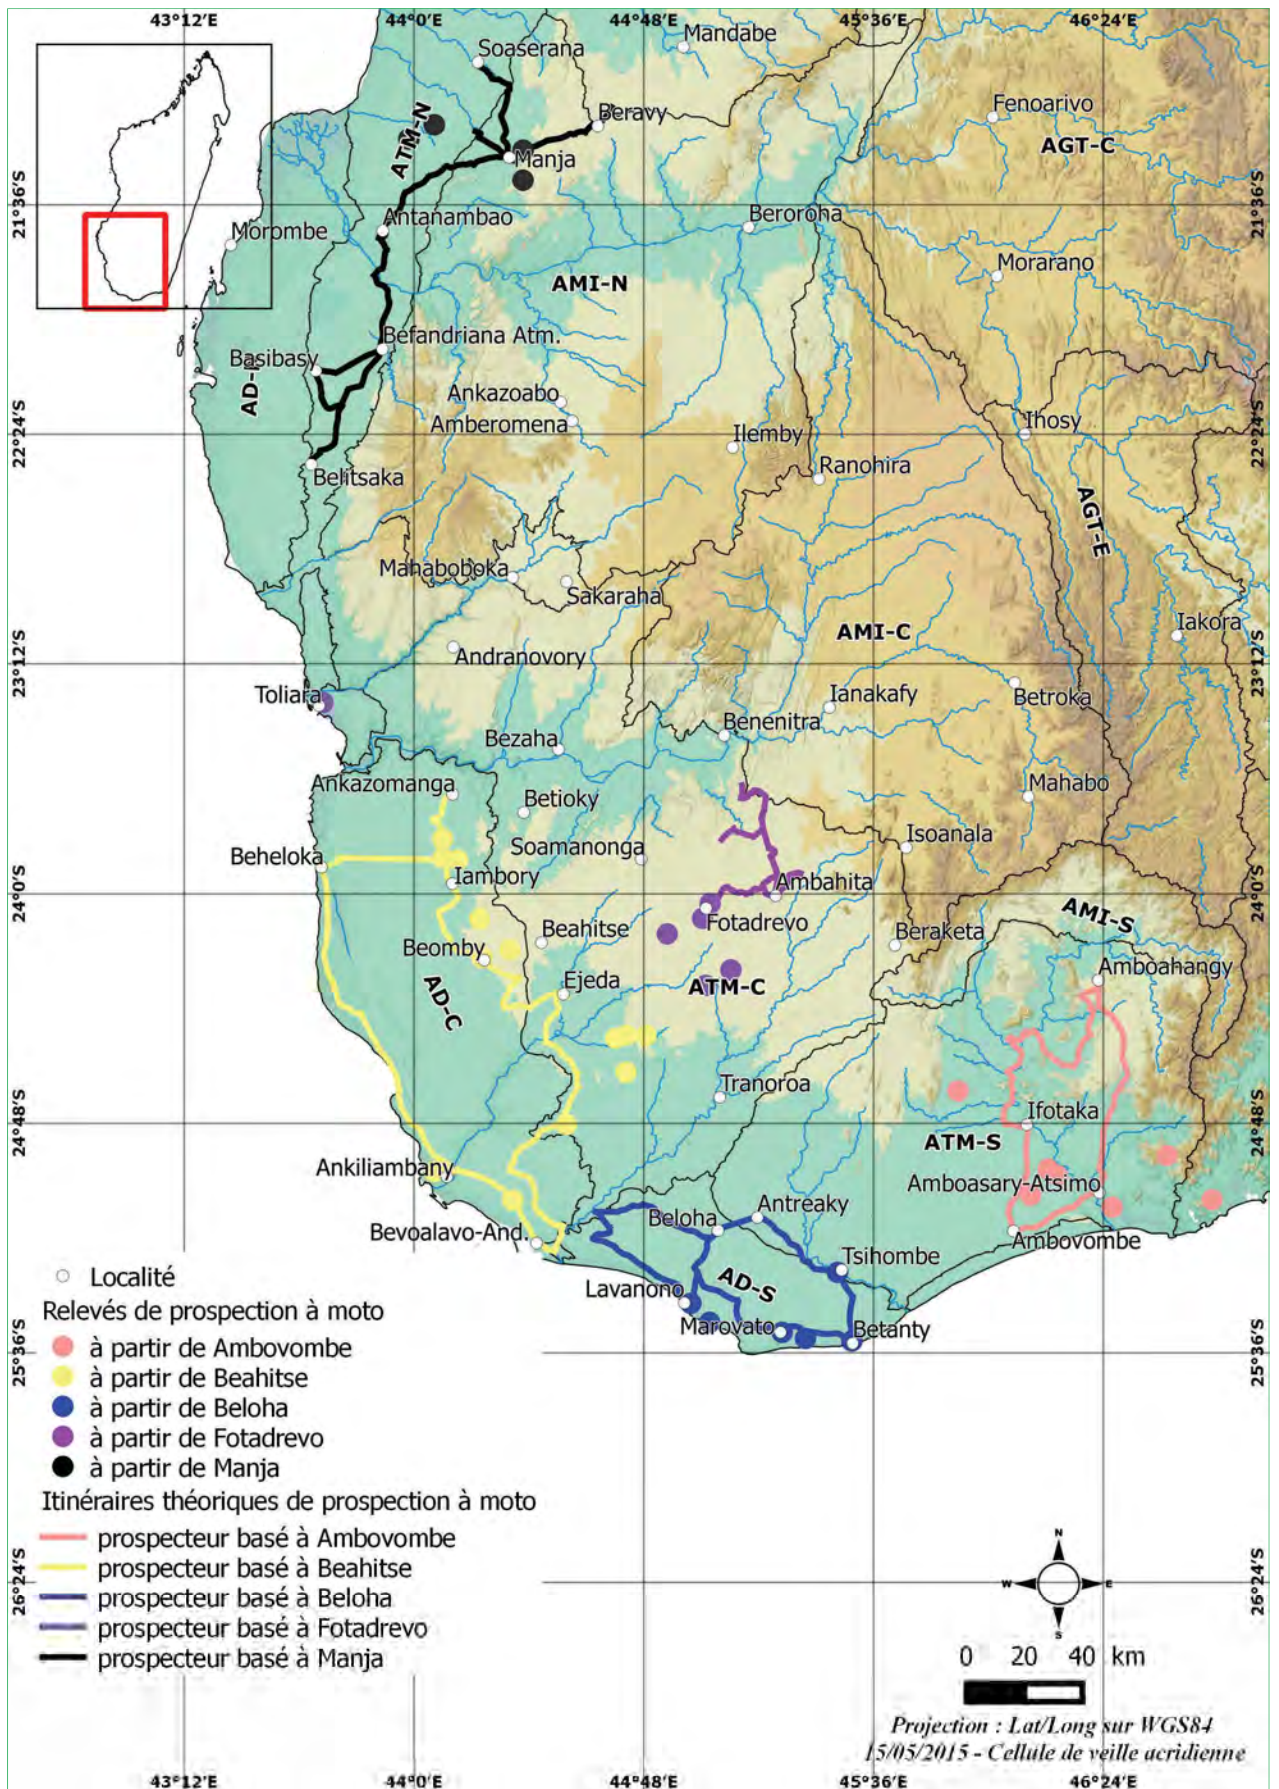 43°12'E
44°0'E
44°48'E
45°36'E
46°24'E
Soaserana
Mandabe
Fenoarivo
ATM-N
Beravy
AGT-C
Manja
21°36'S
21°36'S
Antanambao
Beroroha
Morombe
AMI-N
Morarano
Befandriana Atm.
Basibasy
Ankazoabo
Amberomena
Ihosy
22°24'S
22°24'S
Ilemby
Ranohira
Belitsaka
AGT-E
Mahaboboka
Sakaraha
AMI-C
Iakora
Andranovory
23°12'S
23°12'S
Toliara
Ianakafy
Betroka
Benenitra
Bezaha
Ankazomanga
Betioky
Mahabo
Beheloka
Soamanonga
Isoanala
Iambory
Ambahita
24°0'S
24°0'S
Fotadrevo
AMI-S
Beomby
Beahitse
Beraketa
Ejeda
ATM-C
Amboahangy
AD-C
Tranoroa
Ifotaka
24°48'S
24°48'S
ATM-S
Ankiliambany
Amboasary-Atsimo
Antreaky
Bevoalavo-And.
Beloha
Ambovombe
Tsihombe
Localité
AD-S
Lavanono
Relevés de prospection à moto
Marovato
Betanty
à partir de Ambovombe
25°36'S
25°36'S
à partir de Beahitse
à partir de Beloha
à partir de Fotadrevo
à partir de Manja
Itinéraires théoriques de prospection à moto
prospecteur basé à Ambovombe
prospecteur basé à Beahitse
26°24'S
26°24'S
prospecteur basé à Beloha
prospecteur basé à Fotadrevo
prospecteur basé à Manja
N
W
E
S
0 20 40 km
Projection : Lat/Long sur WGS84
15/05/2015 - Cellule de veille acridienne
43°12'E
44°0'E
44°48'E
45°36'E
46°24'E